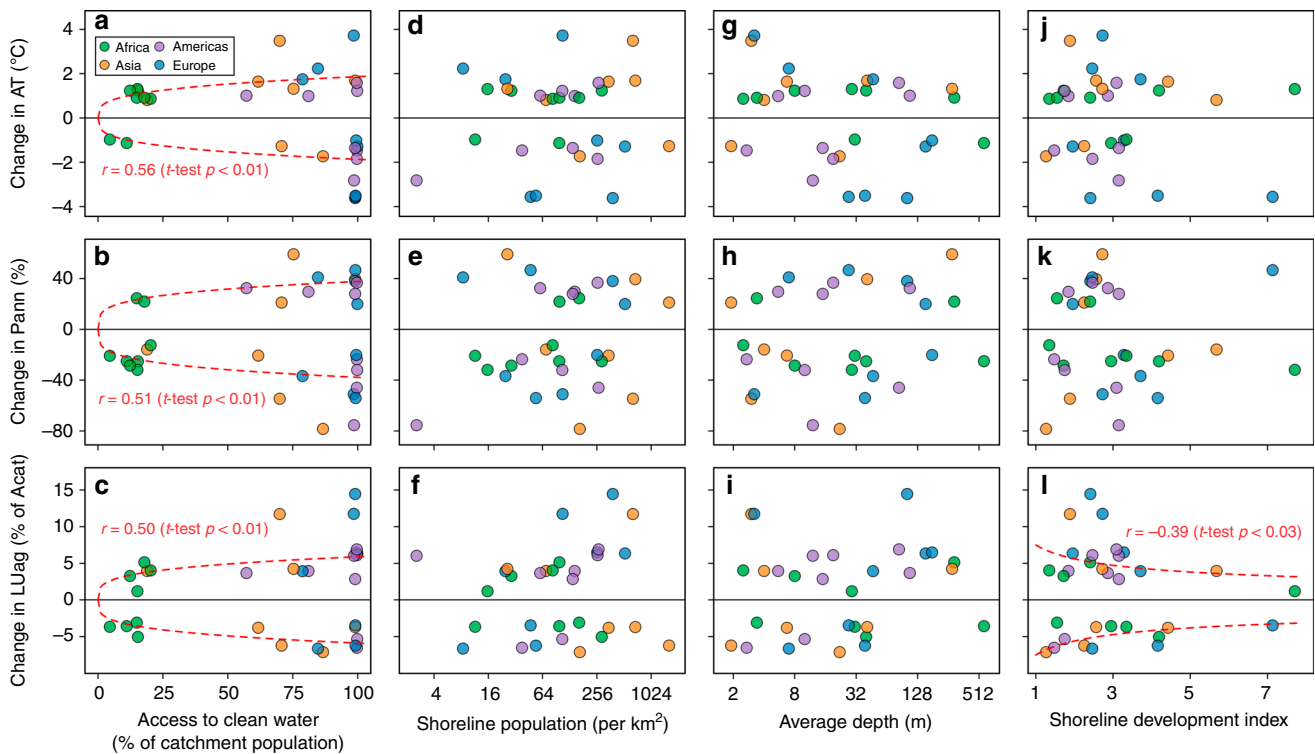 a
d
g
j
Africa
Americas
Asia
Europe
Change in AT (°C)
4
2
0
−2
−4
r = 0.56 (t-test p < 0.01)
b
e
h
k
Change in Pann (%)
40
0
−40
−80
r = 0.51 (t-test p < 0.01)
c
f
i
l
Change in LUag (% of Acat)
15
10
5
0
−5
r = 0.50 (t-test p < 0.01)
r = −0.39 (t-test p < 0.03)
0 25 50 75 100
4 16 64 256 1024
2 8 32 128 512
1 3 5 7
Access to clean water
(% of catchment population)
Shoreline population (per km²)
Average depth (m)
Shoreline development index